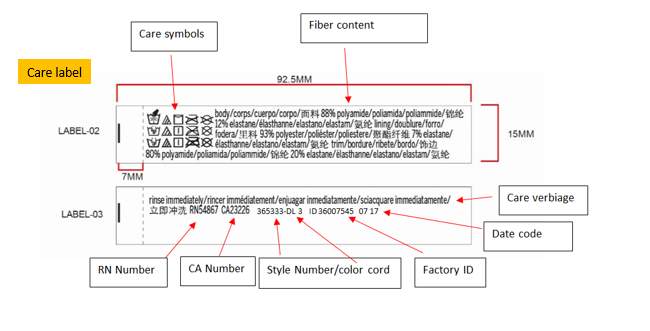 Care symbols
Fiber content
Care label
92.5MM
LABEL-02
body/corps/cuerpo/corpo/面料 88% polyamide/poliamida/poliammide/锦纶
12% elastane/élasthanne/elastano/elastam/氨纶 lining/doublure/forro/
fodera/里料 93% polyester/poliéster/poliestere/聚酯纤维 7% elastane/
élasthanne/elastano/elastam/氨纶 trim/bordure/ribete/bordo/饰边
80% polyamide/poliamida/poliammide/锦纶 20% elastane/élasthanne/elastano/elastam/氨纶
15MM
7MM
LABEL-03
rinse immediately/rincer immédiatement/enjuagar inmediatamente/sciacquare immediatamente/
立即冲洗 RN54867 CA23226 365333-DL 3 ID 36007545 07 17
Care verbiage
Date code
RN Number
CA Number
Style Number/color cord
Factory ID